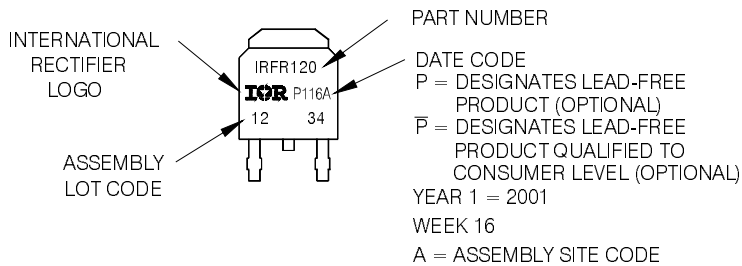 PART NUMBER
INTERNATIONAL
RECTIFIER
LOGO
IRFR120
IOR P116A
12 34
ASSEMBLY
LOT CODE
DATE CODE
P = DESIGNATES LEAD-FREE
PRODUCT (OPTIONAL)
P̅ = DESIGNATES LEAD-FREE
PRODUCT QUALIFIED TO
CONSUMER LEVEL (OPTIONAL)
YEAR 1 = 2001
WEEK 16
A = ASSEMBLY SITE CODE